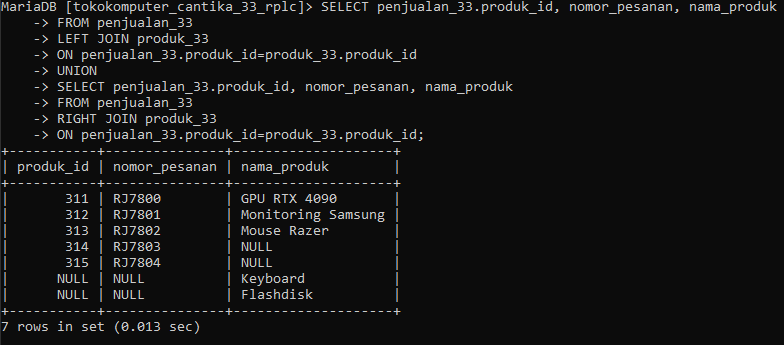 MariaDB [tokokomputer_cantika_33_rplc]> SELECT penjualan_33.produk_id, nomor_pesanan, nama_produk
    -> FROM penjualan_33
    -> LEFT JOIN produk_33
    -> ON penjualan_33.produk_id=produk_33.produk_id
    -> UNION
    -> SELECT penjualan_33.produk_id, nomor_pesanan, nama_produk
    -> FROM penjualan_33
    -> RIGHT JOIN produk_33
    -> ON penjualan_33.produk_id=produk_33.produk_id;
+-----------+---------------+--------------------+
| produk_id | nomor_pesanan | nama_produk        |
+-----------+---------------+--------------------+
|       311 | RJ7800        | GPU RTX 4090       |
|       312 | RJ7801        | Monitoring Samsung |
|       313 | RJ7802        | Mouse Razer        |
|       314 | RJ7803        | NULL               |
|       315 | RJ7804        | NULL               |
|      NULL | NULL          | Keyboard           |
|      NULL | NULL          | Flashdisk          |
+-----------+---------------+--------------------+
7 rows in set (0.013 sec)